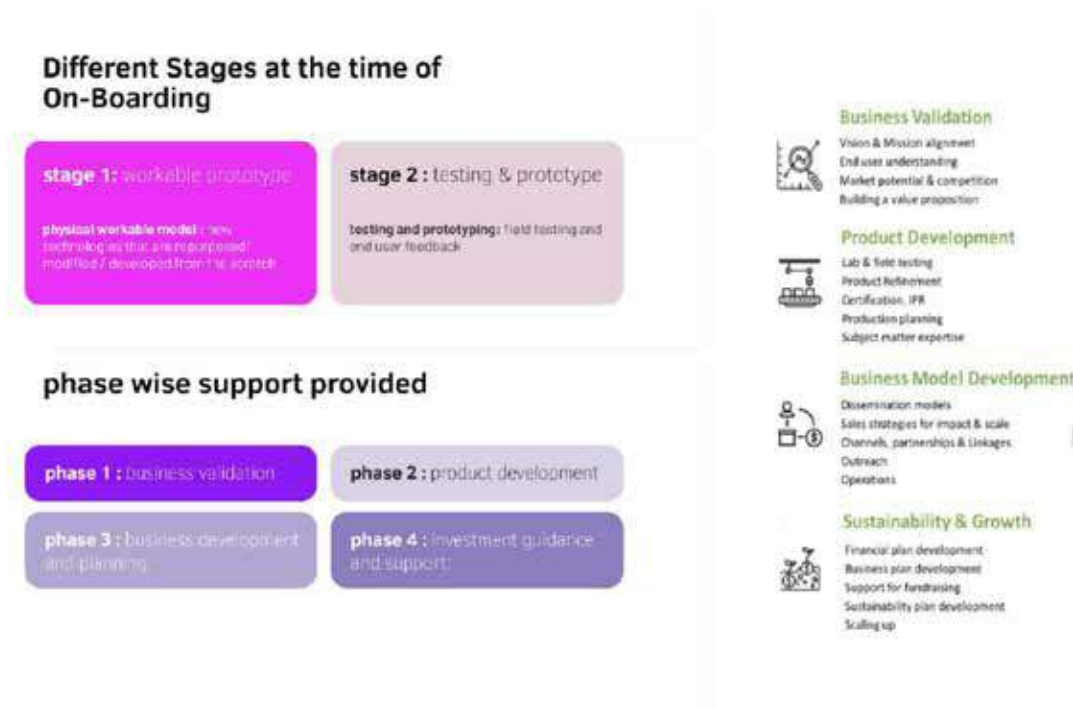 Different Stages at the time of
On-Boarding
stage 1: workable prototype
physical workable model : new
technologies that are repurposed/
modified / developed from the scratch
stage 2 : testing & prototype
testing and prototyping: field testing and
end user feedback
phase wise support provided
phase 1 : business validation
phase 2 : product development
phase 3 : business development
and planning
phase 4 : investment guidance
and support
Business Validation
Vision & Mission alignment
End user understanding
Market potential & competition
Building a value proposition
Product Development
Lab & field testing
Product Refinement
Certification, IPR
Production planning
Subject matter expertise
Business Model Development
Dissemination models
Sales strategies for impact & scale
Channels, partnerships & Linkages
Outreach
Operations
Sustainability & Growth
Financial plan development
Business plan development
Support for fundraising
Sustainability plan development
Scaling up